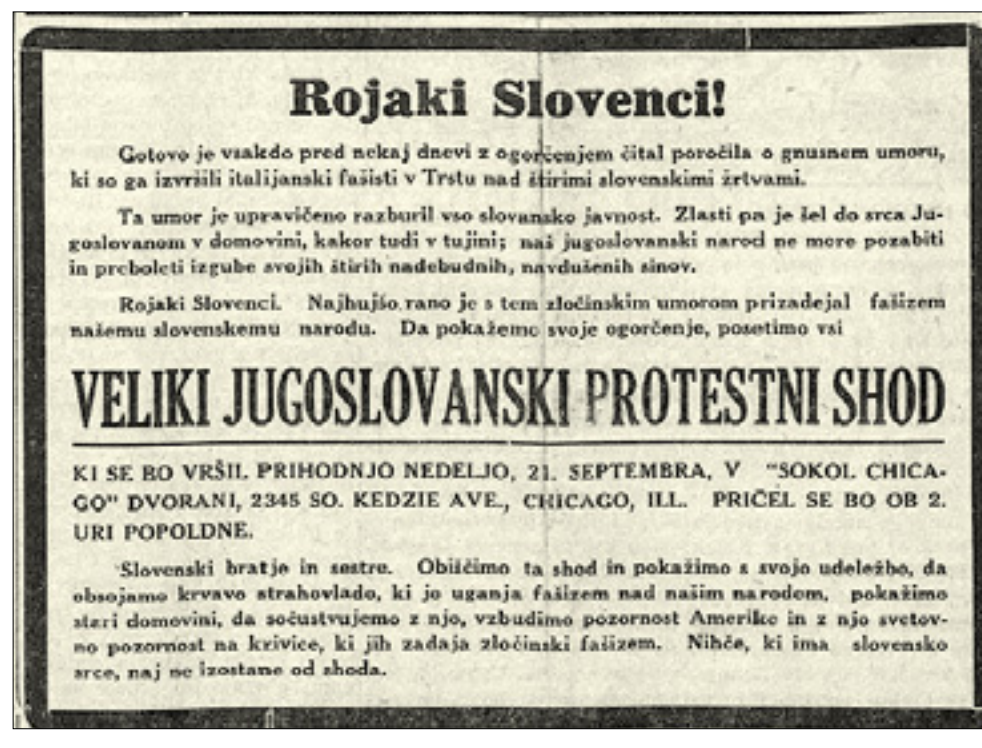 Rojaki Slovenci!
Gotovo je vsakdo pred nekaj dnevi z ogorčenjem čital poročila o gnusnem umoru,
ki so ga izvršili italijanski fašisti v Trstu nad štirimi slovenskimi žrtvami.
Ta umor je upravičeno razburil vso slovansko javnost. Zlasti pa je šel do srca Ju-
goslovanom v domovini, kakor tudi v tujini; naš jugoslovanski narod ne more pozabiti
in preboleti izgube svojih štirih nadebudnih, navdušenih sinov.
Rojaki Slovenci. Najhujšo rano je s tem zločinskim umorom prizadejal fašizem
našemu slovenskemu narodu. Da pokažemo svoje ogorčenje, posetimo vsi
VELIKI JUGOSLOVANSKI PROTESTNI SHOD
KI SE BO VRŠIL PRIHODNJO NEDELJO, 21. SEPTEMBRA, V "SOKOL CHICA-
GO" DVORANI, 2345 SO. KEDZIE AVE., CHICAGO, ILL. PRIČEL SE BO OB 2.
URI POPOLDNE.
Slovenski bratje in sestre. Obiščimo ta shod in pokažimo s svojo udeležbo, da
obsojamo krvavo strahovlado, ki jo uganja fašizem nad našim narodom, pokažimo
stari domovini, da sočustvujemo z njo, vzbudimo pozornost Amerike in z njo svetov-
no pozornost na krivice, ki jih zadaja zločinski fašizem. Nihče, ki ima slovensko
srce, naj ne izostane od shoda.